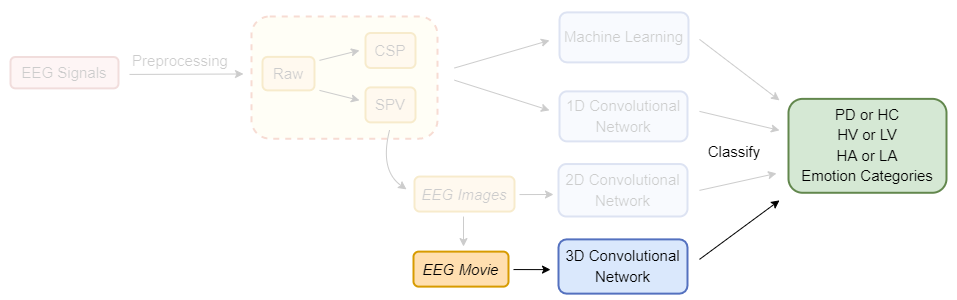 EEG Signals
Preprocessing
Raw
CSP
SPV
Machine Learning
1D Convolutional
Network
EEG Images
2D Convolutional
Network
EEG Movie
3D Convolutional
Network
Classify
PD or HC
HV or LV
HA or LA
Emotion Categories